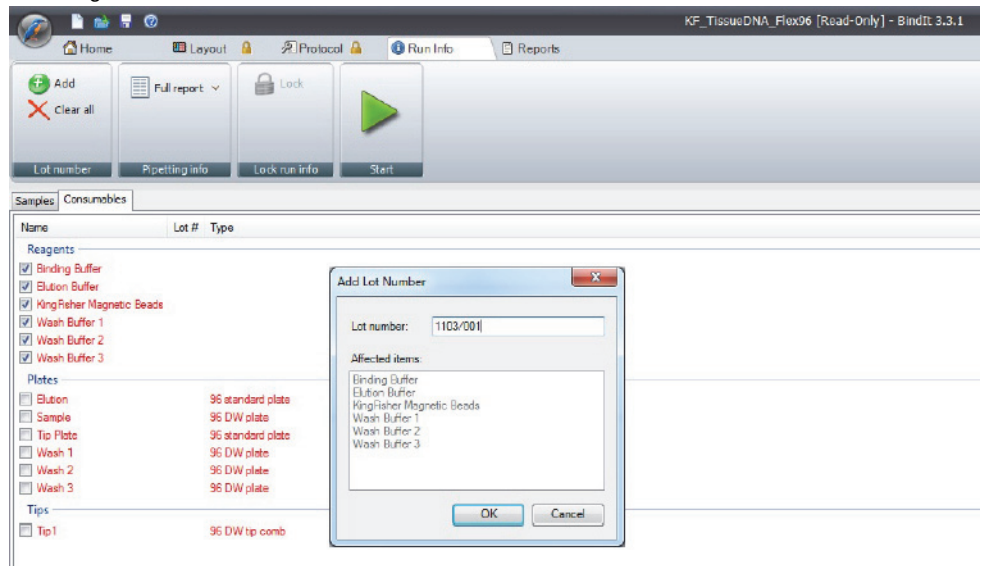 KF_TissueDNA_Flex96 [Read-Only] - BindIt 3.3.1
Home Layout Protocol Run Info Reports
Add Full report Lock
Clear all
Lot number Pipetting info Lock run info Start
Samples Consumables
Name Lot # Type
Reagents
Binding Buffer
Elution Buffer
KingFisher Magnetic Beads
Wash Buffer 1
Wash Buffer 2
Wash Buffer 3
Plates
Elution 96 standard plate
Sample 96 DW plate
Tip Plate 96 standard plate
Wash 1 96 DW plate
Wash 2 96 DW plate
Wash 3 96 DW plate
Tips
Tip1 96 DW tip comb
Add Lot Number
Lot number: 1103/001
Affected items:
Binding Buffer
Elution Buffer
KingFisher Magnetic Beads
Wash Buffer 1
Wash Buffer 2
Wash Buffer 3
OK Cancel